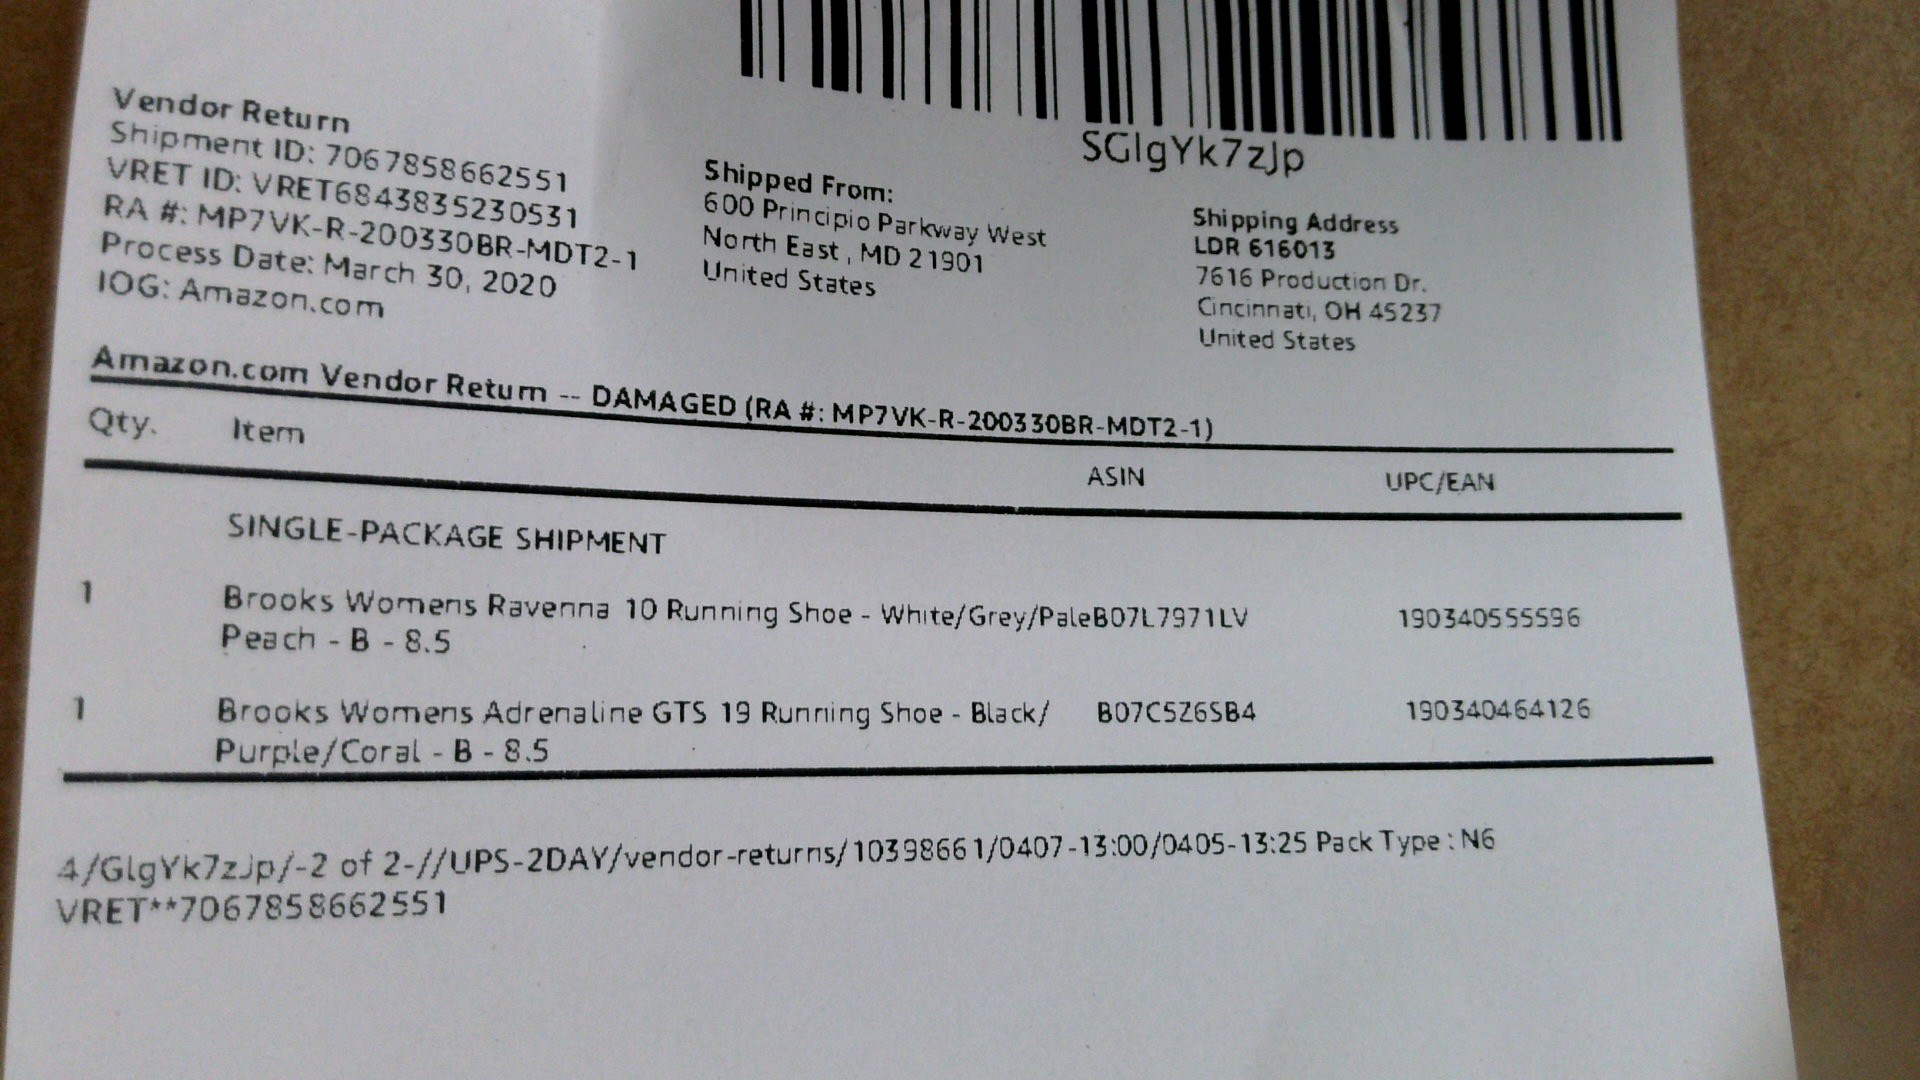 SGlgYk7zJp
Vendor Return
Shipment ID: 7067858662551
VRET ID: VRET6843835230531
RA #: MP7VK-R-200330BR-MDT2-1
Process Date: March 30, 2020
IOG: Amazon.com
Shipped From:
600 Principio Parkway West
North East , MD 21901
United States
Shipping Address
LDR 616013
7616 Production Dr.
Cincinnati, OH 45237
United States
Amazon.com Vendor Return -- DAMAGED (RA #: MP7VK-R-200330BR-MDT2-1)
Qty. Item ASIN UPC/EAN
SINGLE-PACKAGE SHIPMENT
1 Brooks Womens Ravenna 10 Running Shoe - White/Grey/Pale B07L7971LV 190340555596
Peach - B - 8.5
1 Brooks Womens Adrenaline GTS 19 Running Shoe - Black/ B07C5Z6SB4 190340464126
Purple/Coral - B - 8.5
4/GlgYk7zJp/-2 of 2-//UPS-2DAY/vendor-returns/10398661/0407-13:00/0405-13:25 Pack Type : N6
VRET**7067858662551